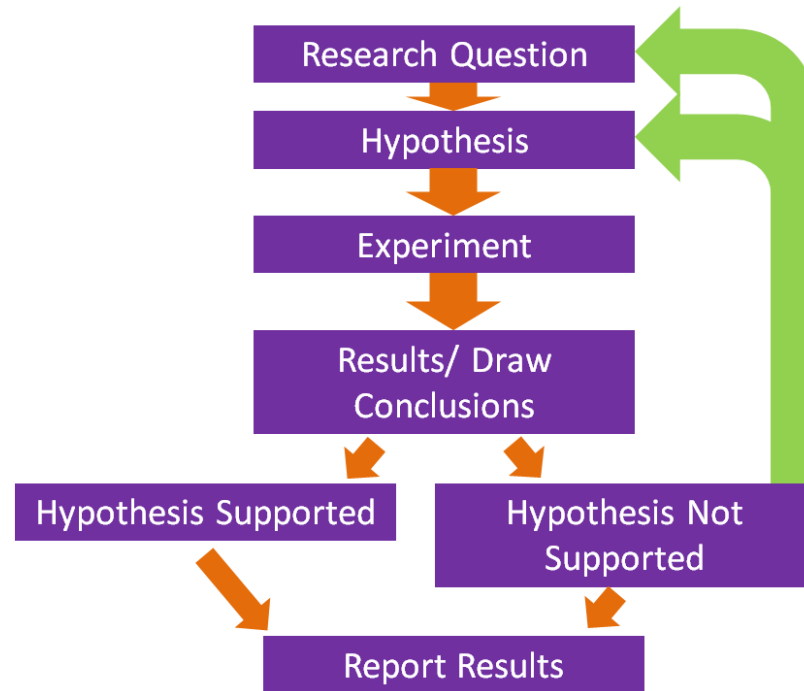 Research Question
Hypothesis
Experiment
Results/ Draw
Conclusions
Hypothesis Supported
Hypothesis Not
Supported
Report Results